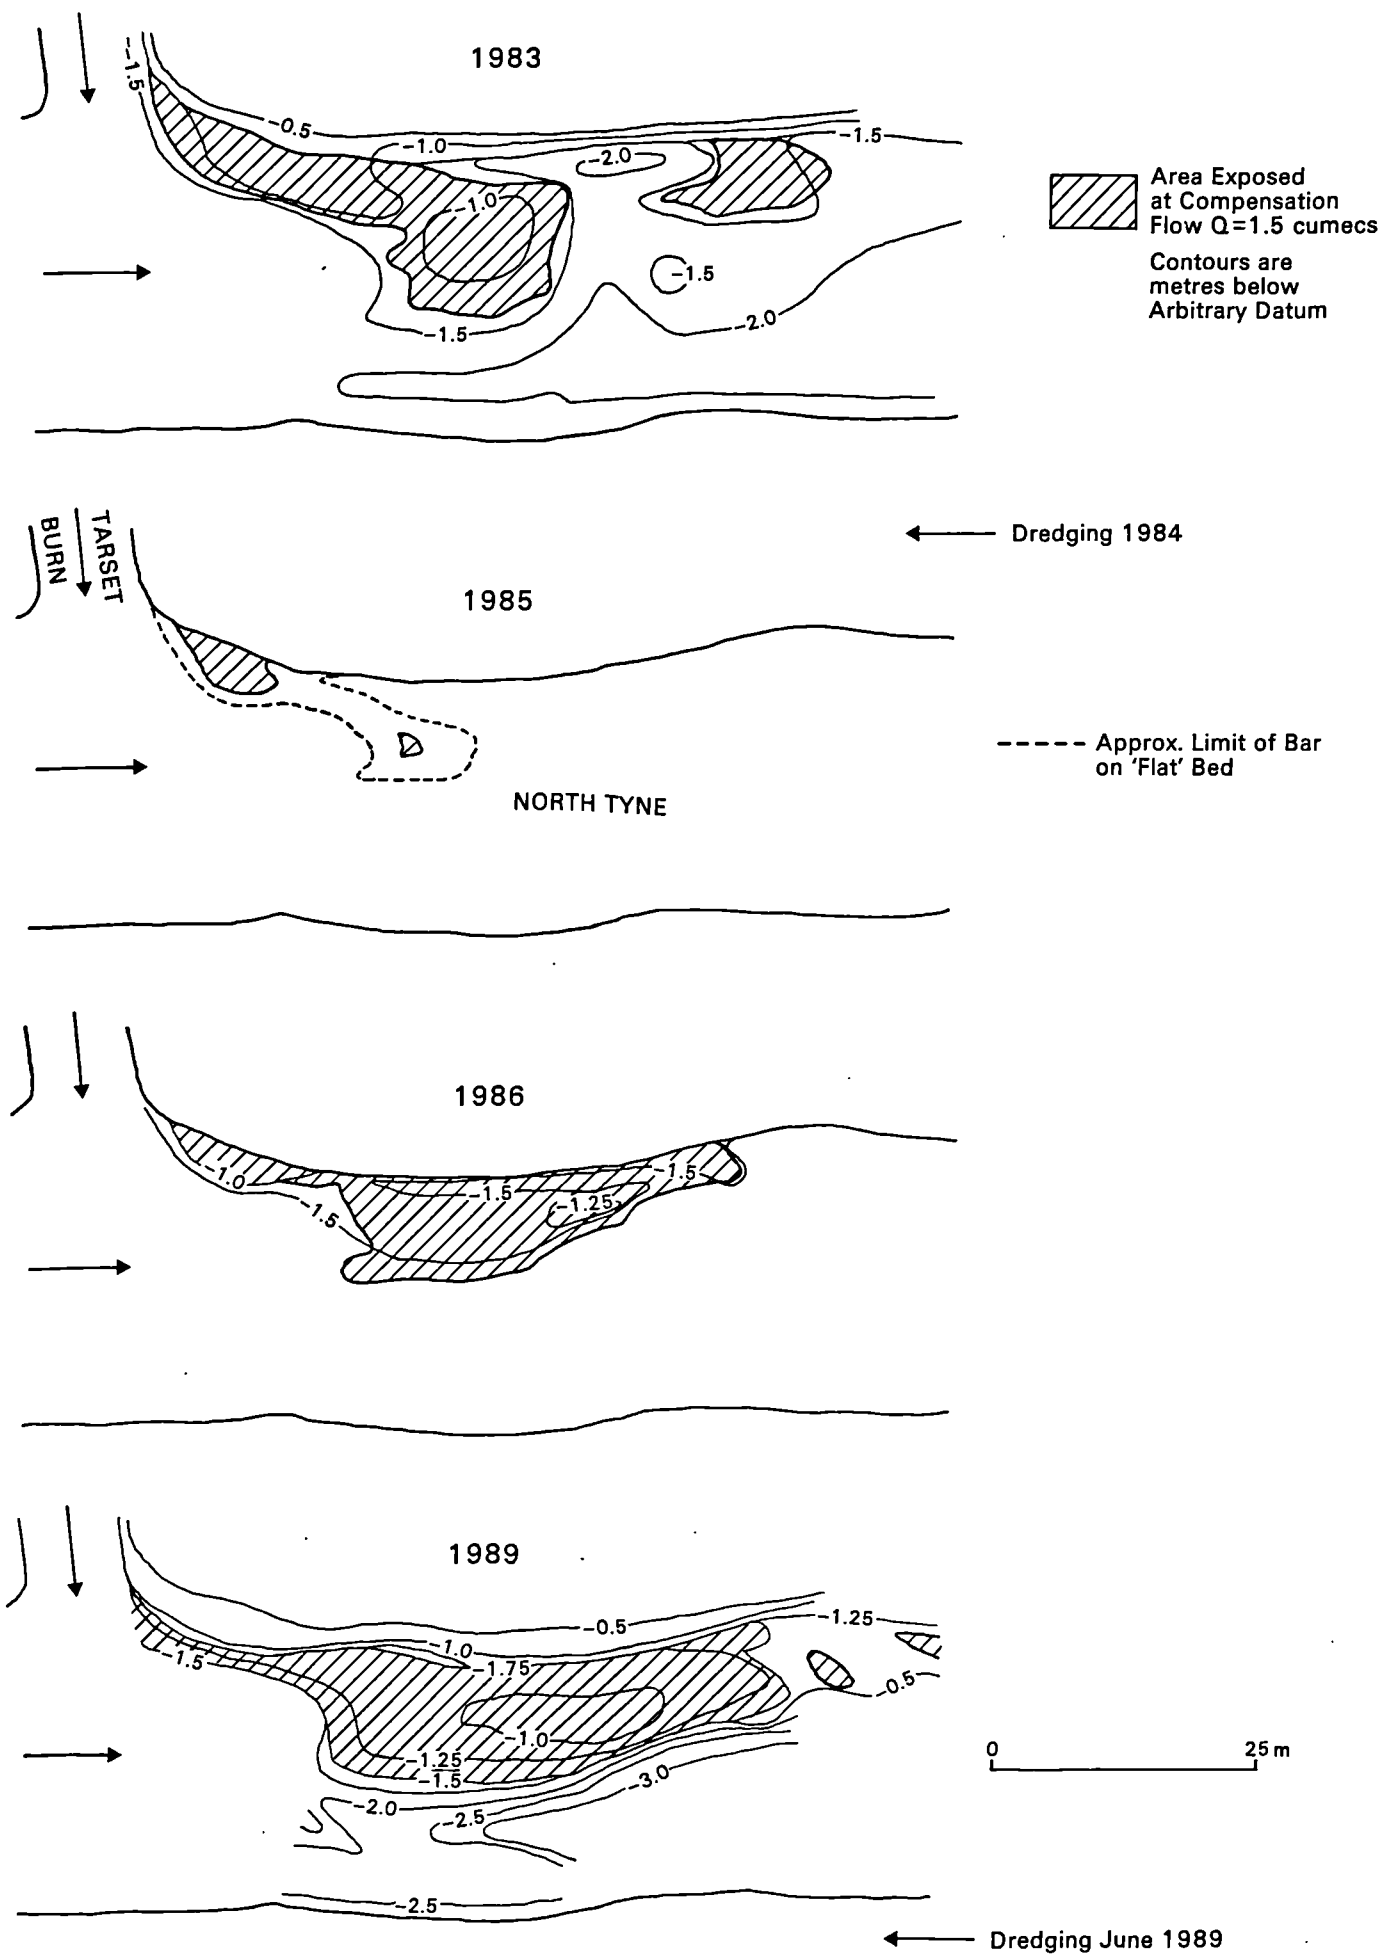 1983
-1.5
-0.5
-1.0
-2.0
-1.5
-1.0
-1.5
-1.5
-2.0
Area Exposed
at Compensation
Flow Q=1.5 cumecs
Contours are
metres below
Arbitrary Datum
TARSET
BURN
Dredging 1984
1985
Approx. Limit of Bar
on 'Flat' Bed
NORTH TYNE
1986
-1.0
-1.5
-1.5
-1.25
-1.5
1989
-0.5
-1.25
-1.0
-1.75
-1.5
-0.5
-1.0
-1.25
-1.5
-3.0
-2.0
-2.5
-2.5
0 25 m
Dredging June 1989